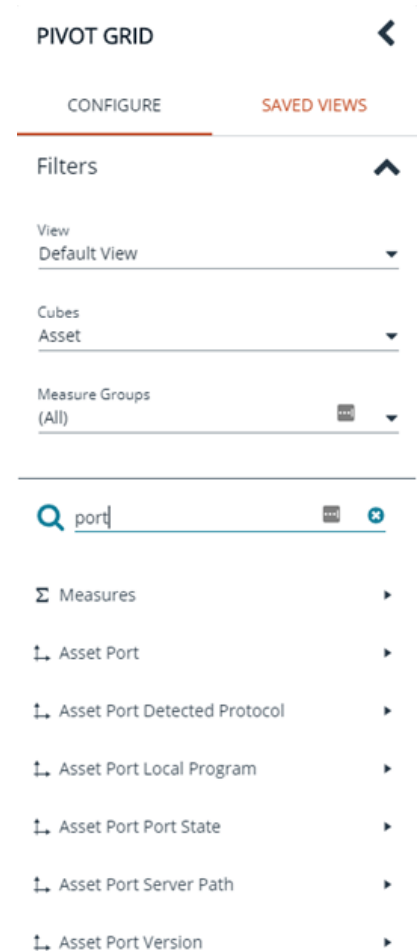 PIVOT GRID
CONFIGURE SAVED VIEWS
Filters
View
Default View
Cubes
Asset
Measure Groups
(All)
port
Σ Measures
Asset Port
Asset Port Detected Protocol
Asset Port Local Program
Asset Port Port State
Asset Port Server Path
Asset Port Version